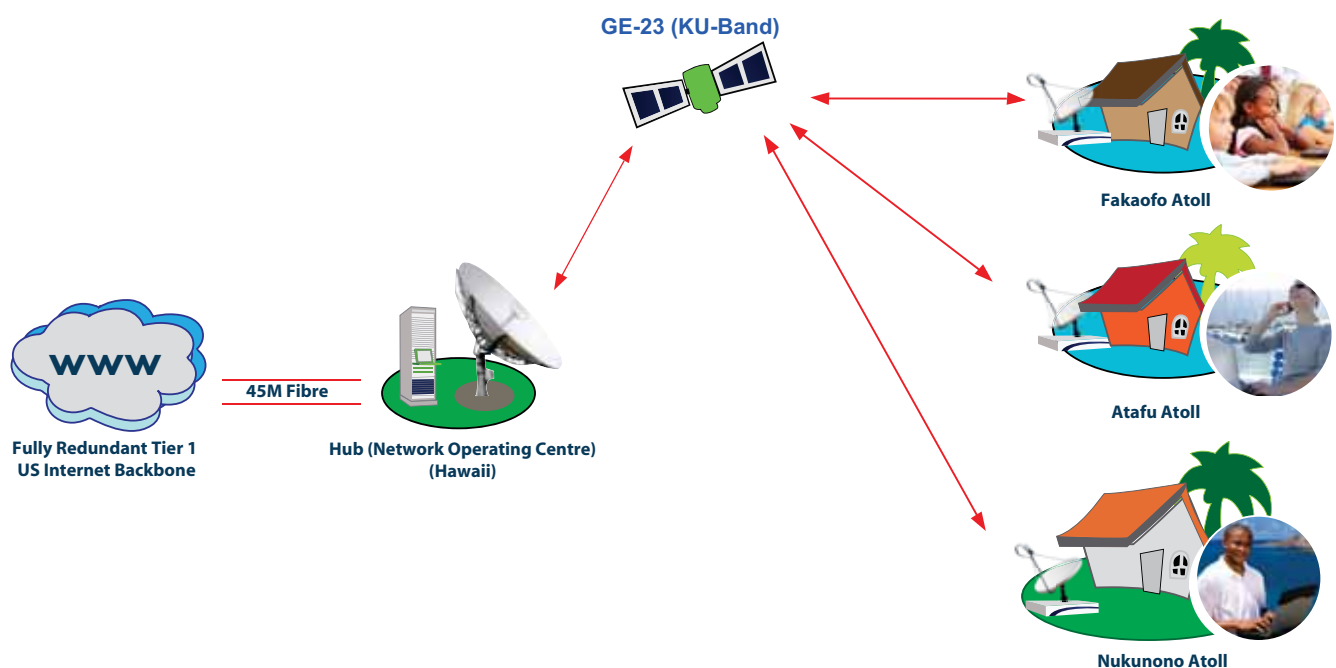 GE-23 (KU-Band)
Fakaofo Atoll
Atafu Atoll
WWW
45M Fibre
Fully Redundant Tier 1
US Internet Backbone
Hub (Network Operating Centre)
(Hawaii)
Nukunono Atoll